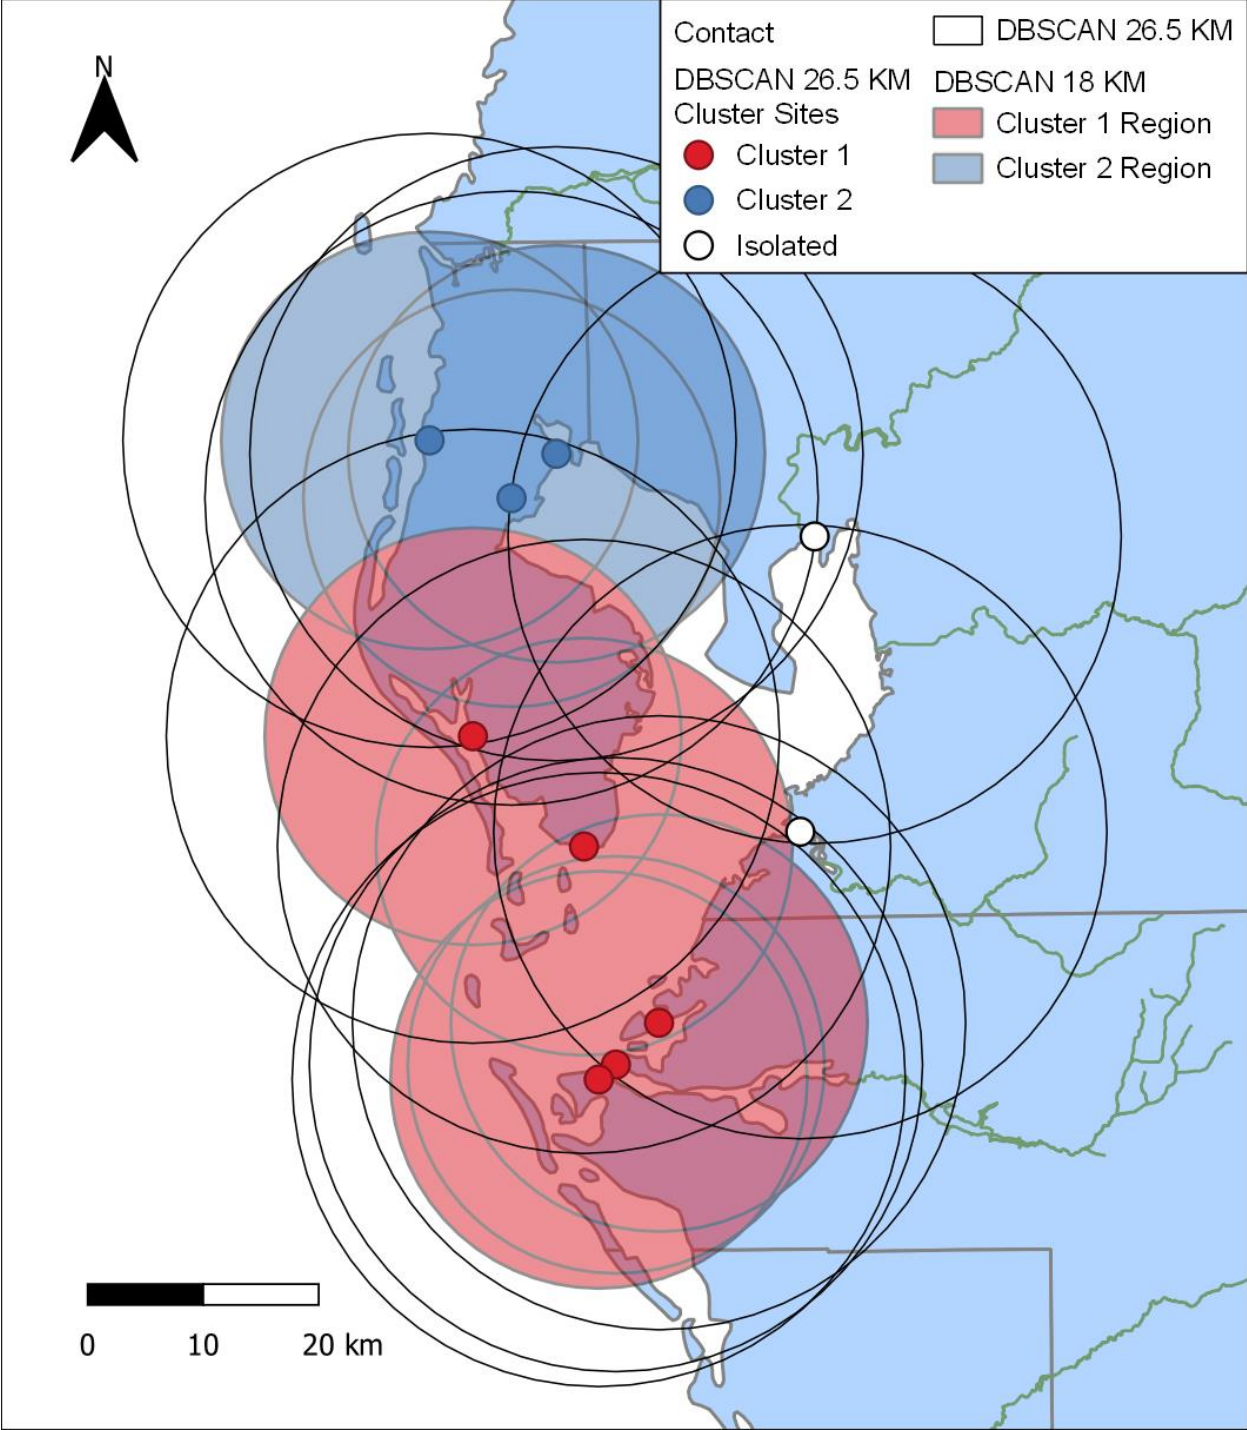 N
Contact
DBSCAN 26.5 KM
Cluster Sites
Cluster 1
Cluster 2
Isolated
DBSCAN 26.5 KM
DBSCAN 18 KM
Cluster 1 Region
Cluster 2 Region
0 10 20 km